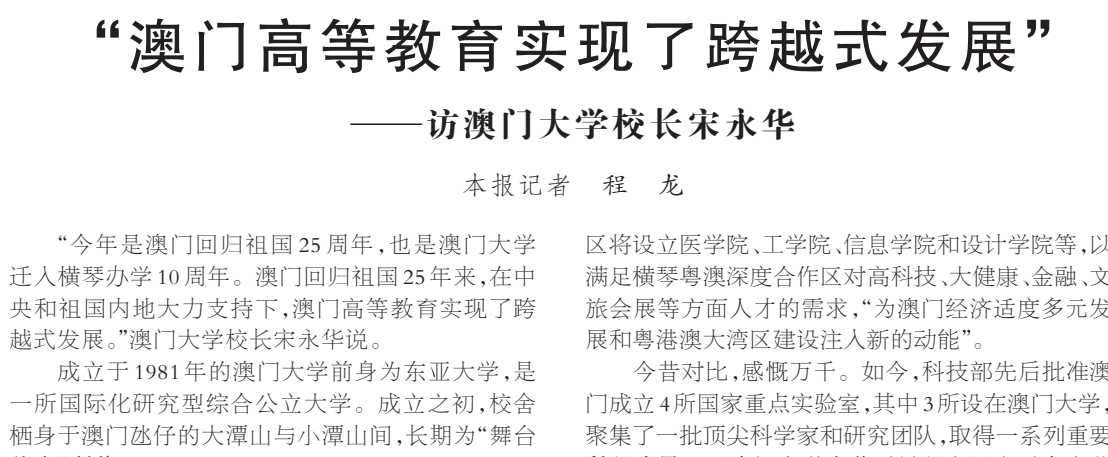 “澳门高等教育实现了跨越式发展”
——访澳门大学校长宋永华
本报记者 程 龙
“今年是澳门回归祖国25周年,也是澳门大学
迁入横琴办学10周年。澳门回归祖国25年来,在中
央和祖国内地大力支持下,澳门高等教育实现了跨
越式发展。”澳门大学校长宋永华说。
成立于1981年的澳门大学前身为东亚大学,是
一所国际化研究型综合公立大学。成立之初,校舍
栖身于澳门氹仔的大潭山与小潭山间,长期为“舞台
区将设立医学院、工学院、信息学院和设计学院等,以
满足横琴粤澳深度合作区对高科技、大健康、金融、文
旅会展等方面人才的需求,“为澳门经济适度多元发
展和粤港澳大湾区建设注入新的动能”。
今昔对比,感慨万千。如今,科技部先后批准澳
门成立4所国家重点实验室,其中3所设在澳门大学,
聚集了一批顶尖科学家和研究团队,取得一系列重要